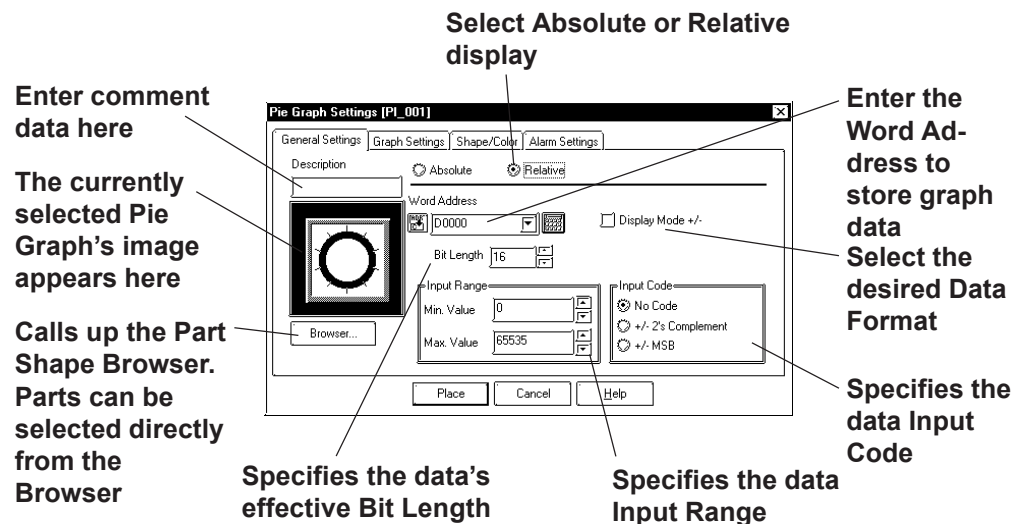 Select Absolute or Relative
display
Enter comment
data here
The currently
selected Pie
Graph's image
appears here
Calls up the Part
Shape Browser.
Parts can be
selected directly
from the
Browser
Pie Graph Settings [PI_001]
General Settings Graph Settings Shape/Color Alarm Settings
Description
Absolute Relative
Word Address
D0000 Display Mode +/-
Bit Length 16
Input Range
Min. Value 0
Max. Value 65535
Input Code
No Code
+/- 2's Complement
+/- MSB
Browser...
Place Cancel Help
Enter the
Word Ad-
dress to
store graph
data
Select the
desired Data
Format
Specifies the
data Input
Code
Specifies the data's
effective Bit Length
Specifies the data
Input Range